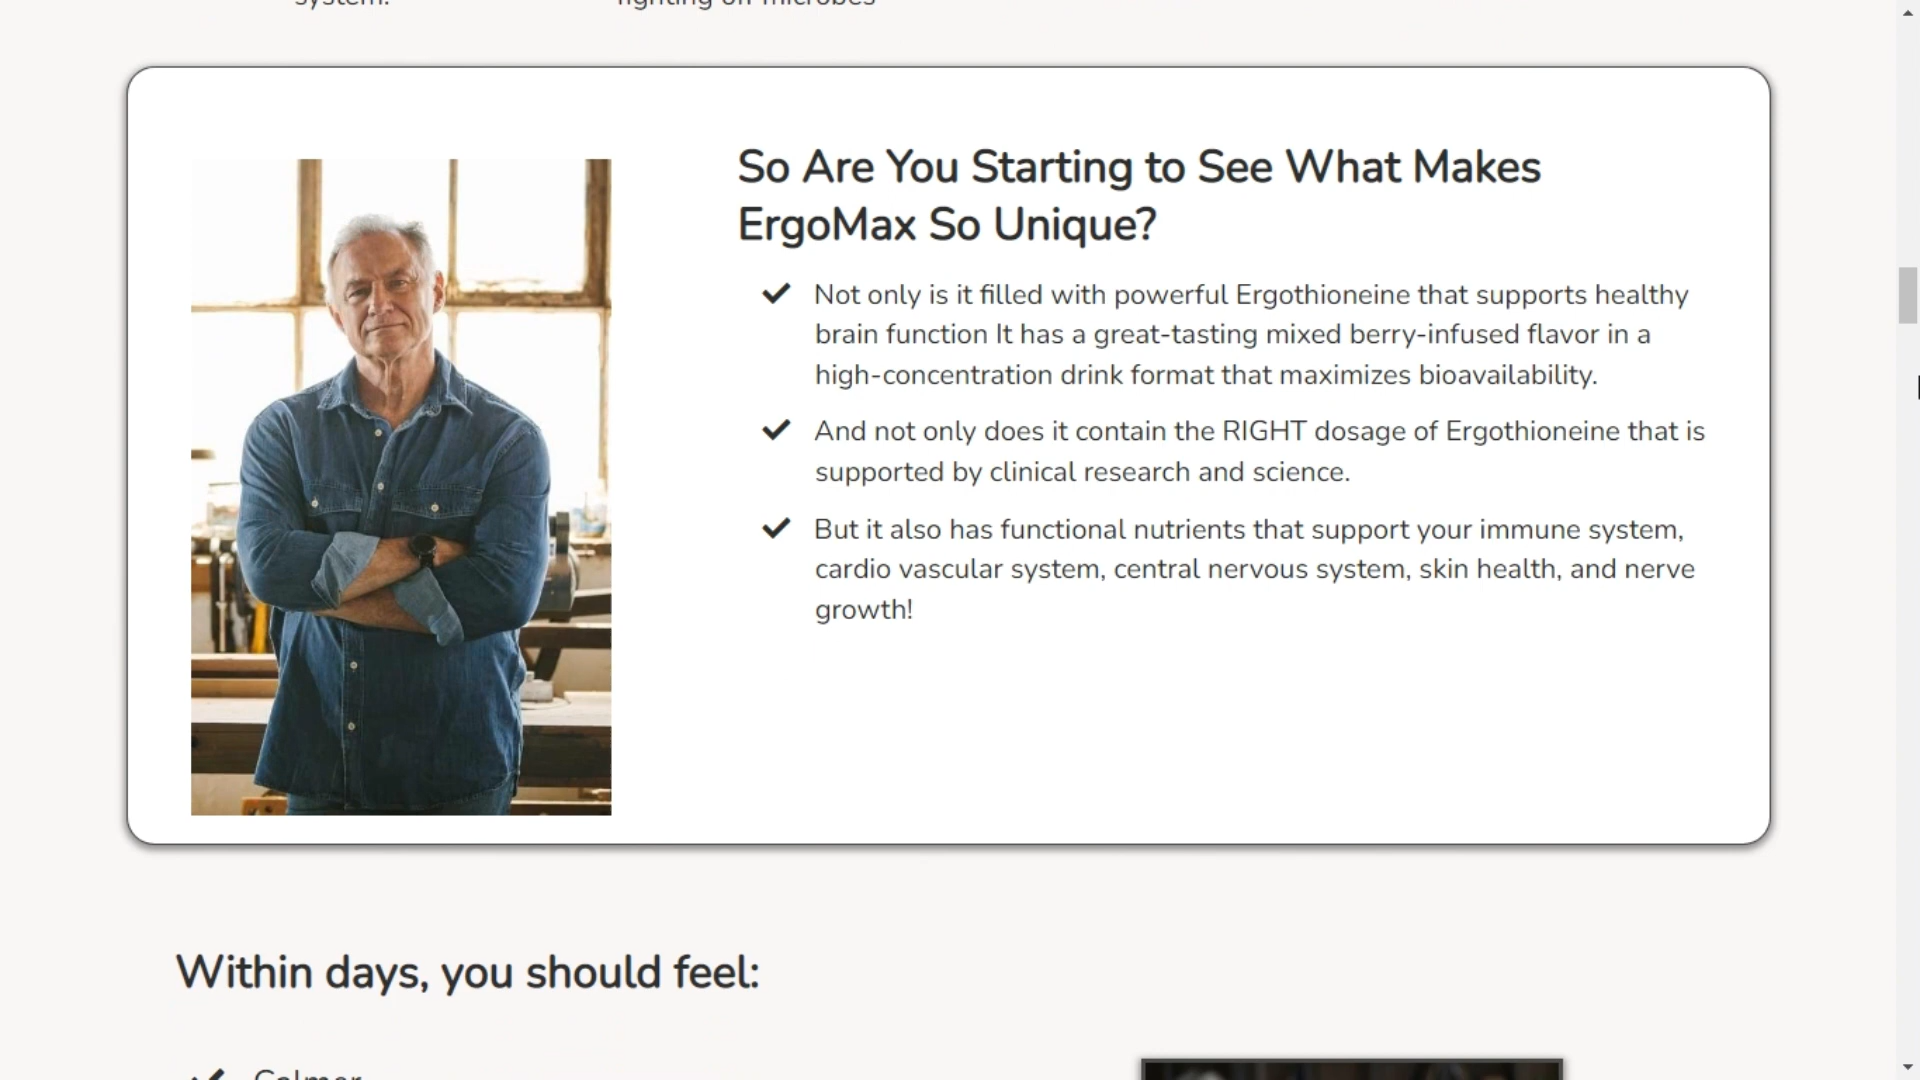 system.
fighting off microbes
So Are You Starting to See What Makes
ErgoMax So Unique?
Not only is it filled with powerful Ergothioneine that supports healthy
brain function It has a great-tasting mixed berry-infused flavor in a
high-concentration drink format that maximizes bioavailability.
And not only does it contain the RIGHT dosage of Ergothioneine that is
supported by clinical research and science.
But it also has functional nutrients that support your immune system,
cardio vascular system, central nervous system, skin health, and nerve
growth!
Within days, you should feel:
Calmer